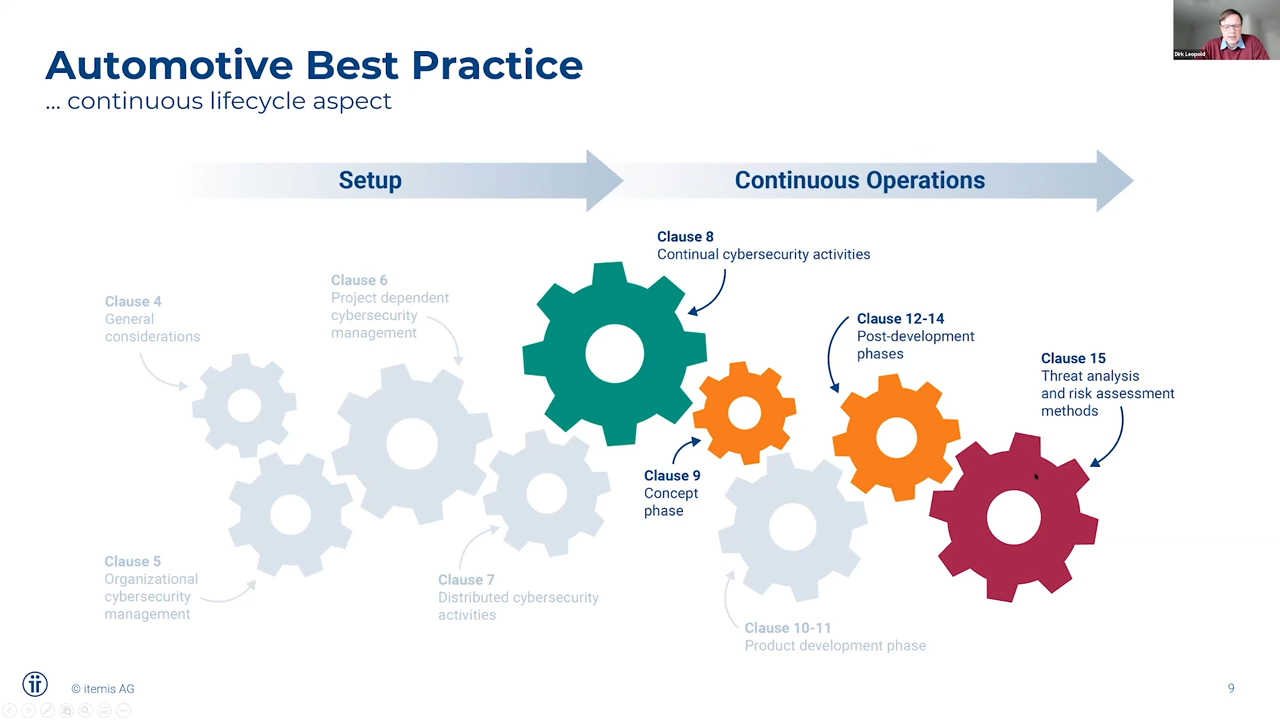 Automotive Best Practice
... continuous lifecycle aspect
Dirk Leopold
Setup
Continuous Operations
Clause 4
General
considerations
Clause 6
Project dependent
cybersecurity
management
Clause 8
Continual cybersecurity activities
Clause 12-14
Post-development
phases
Clause 15
Threat analysis
and risk assessment
methods
Clause 9
Concept
phase
Clause 5
Organizational
cybersecurity
management
Clause 7
Distributed cybersecurity
activities
Clause 10-11
Product development phase
© itemis AG
9